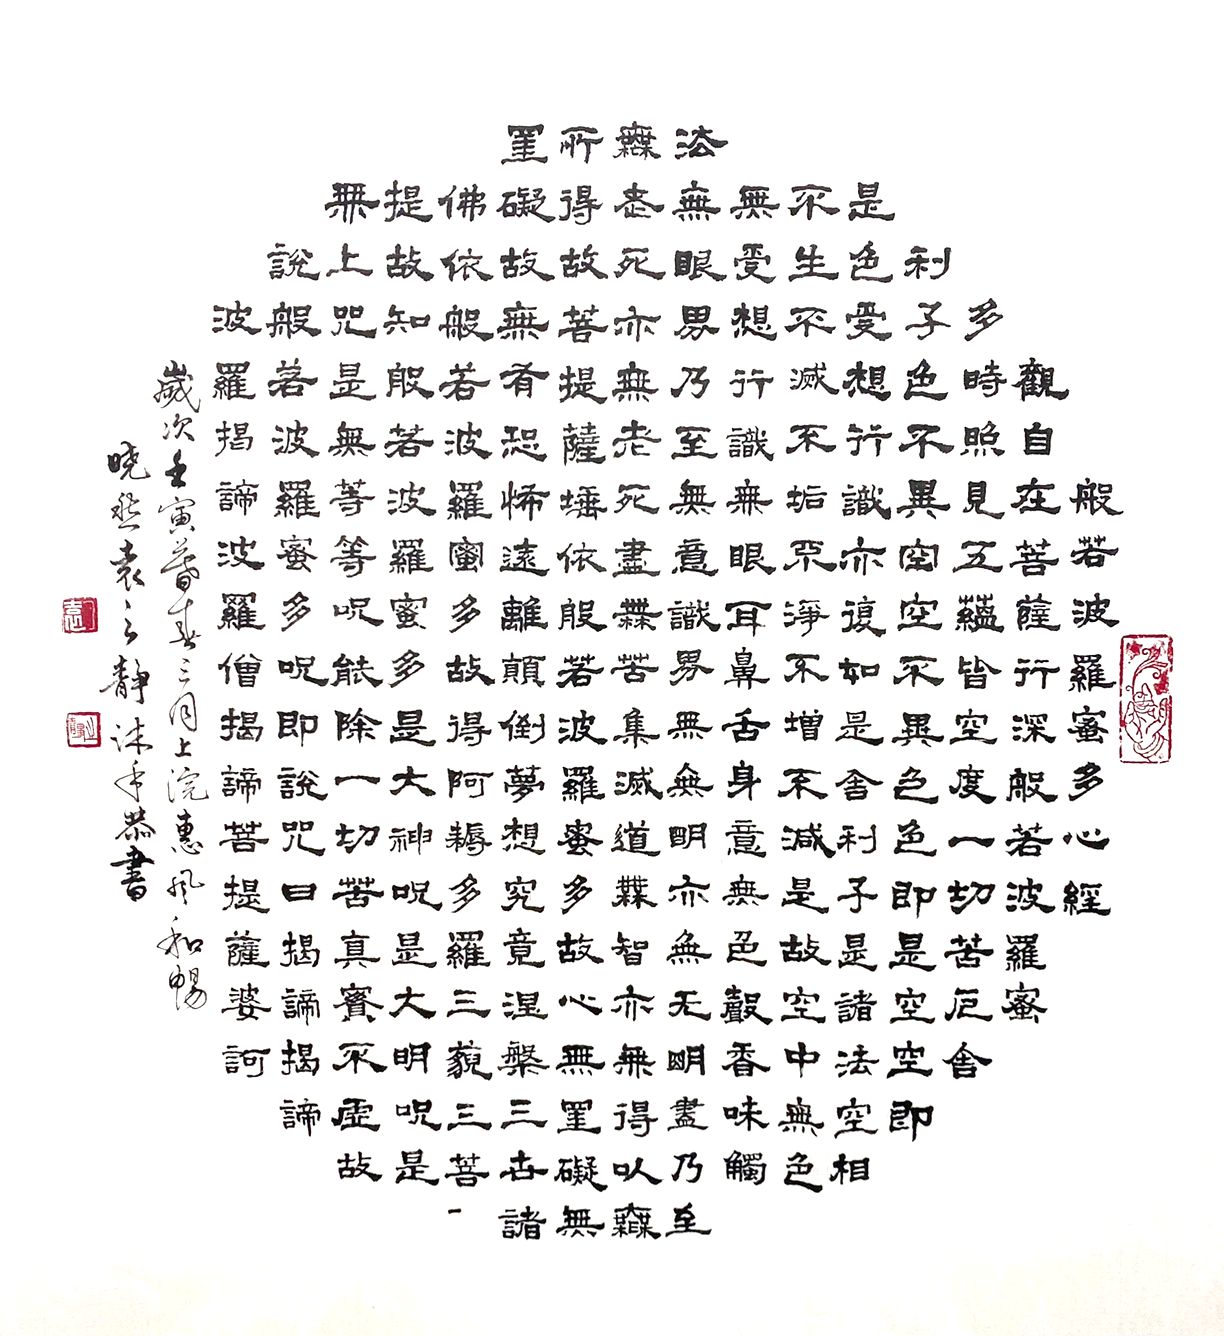 般若波羅蜜多心經
觀自在菩薩行深般若波羅蜜
多時照見五蘊皆空度一切苦厄舍
利子色不異空空不異色色即是空空即
是色受想行識亦復如是舍利子是諸法空相
不生不滅不垢不淨不增不減是故空中無色
無受想行識無眼耳鼻舌身意無色聲香味觸
法無眼界乃至無意識界無無明亦無无明盡乃至
無老死亦無老死盡無苦集滅道無智亦無得以無
所得故菩提薩埵依般若波羅蜜多故心無罣礙無
罣礙故無有恐怖遠離顛倒夢想究竟涅槃三世諸
佛依般若波羅蜜多故得阿耨多羅三藐三菩
提故知般若波羅蜜多是大神呪是大明呪是
無上咒是無等等呪能除一切苦真實不虛故
說般若波羅蜜多呪即說咒曰揭諦揭諦
波羅揭諦波羅僧揭諦菩提薩婆訶
歲次壬寅暮春三月上浣惠風和暢
曉袁之靜沐手恭書